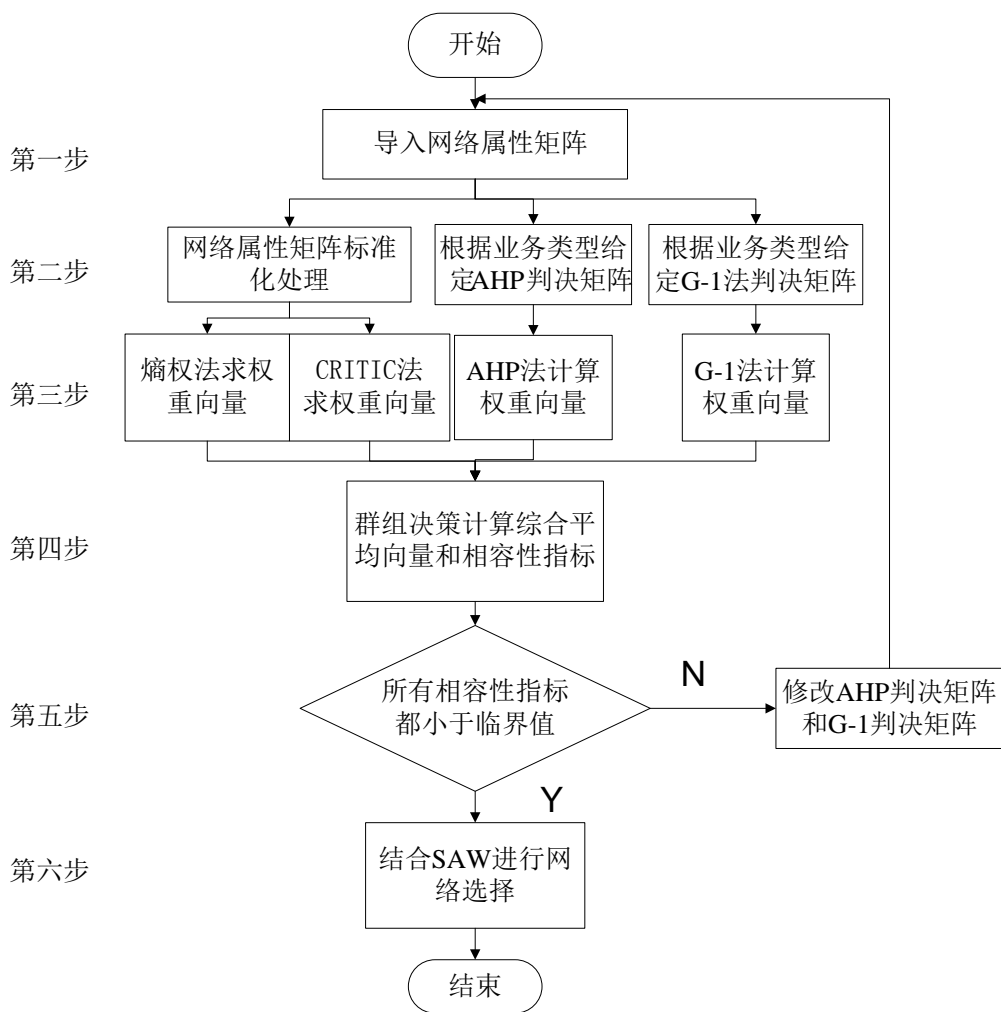 开始
第一步
导入网络属性矩阵
第二步
网络属性矩阵标准
化处理
根据业务类型给
定AHP判决矩阵
根据业务类型给
定G-1法判决矩阵
第三步
熵权法求权
重向量
CRITIC法
求权重向量
AHP法计算
权重向量
G-1法计算
权重向量
第四步
群组决策计算综合平
均向量和相容性指标
第五步
所有相容性指标
都小于临界值
N
修改AHP判决矩阵
和G-1判决矩阵
Y
第六步
结合SAW进行网
络选择
结束